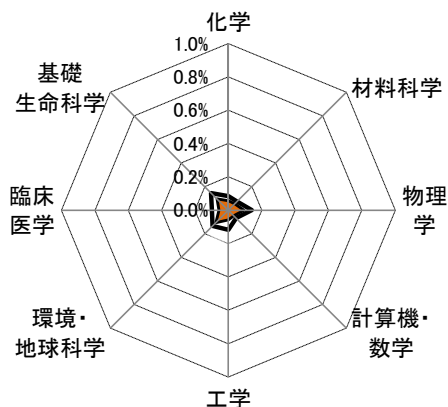 化学
1.0%
0.8%
0.6%
0.4%
0.2%
0.0%
材料科学
物理
学
計算機・
数学
工学
環境・
地球科学
臨床
医学
基礎
生命科学